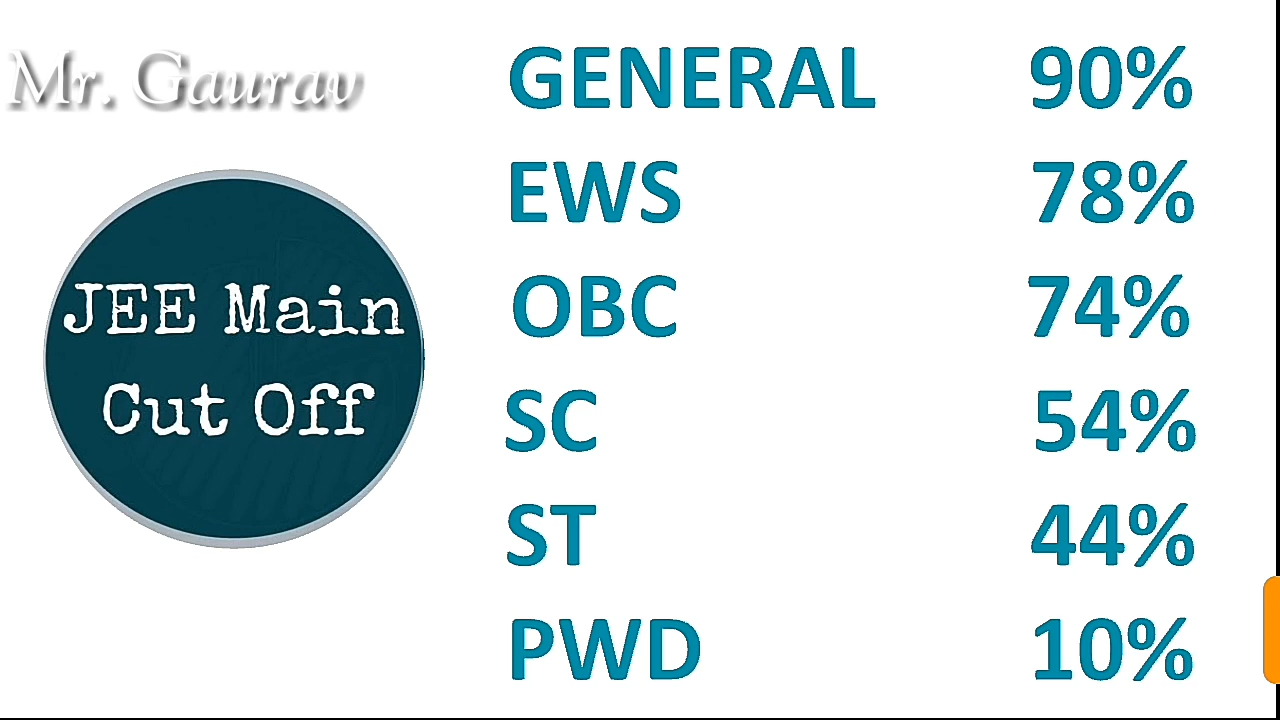 Mr. Gaurav
JEE Main
Cut Off
GENERAL 90%
EWS 78%
OBC 74%
SC 54%
ST 44%
PWD 10%